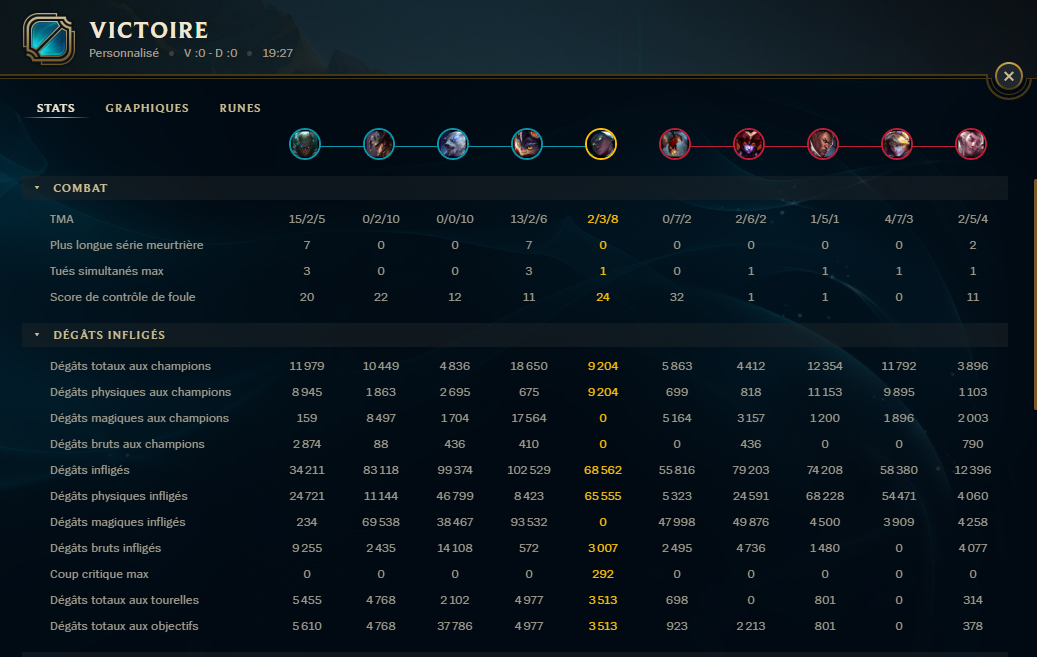 VICTOIRE
Personnalisé • V :0 - D :0 • 19:27
STATS GRAPHIQUES RUNES
COMBAT
TMA 15/2/5 0/2/10 0/0/10 13/2/6 2/3/8 0/7/2 2/6/2 1/5/1 4/7/3 2/5/4
Plus longue série meurtrière 7 0 0 7 0 0 0 0 0 2
Tués simultanés max 3 0 0 3 1 0 1 1 1 1
Score de contrôle de foule 20 22 12 11 24 32 1 1 0 11
DÉGÂTS INFLIGÉS
Dégâts totaux aux champions 11 979 10 449 4 836 18 650 9 204 5 863 4 412 12 354 11 792 3 896
Dégâts physiques aux champions 8 945 1 863 2 695 675 9 204 699 818 11 153 9 895 1 103
Dégâts magiques aux champions 159 8 497 1 704 17 564 0 5 164 3 157 1 200 1 896 2 003
Dégâts bruts aux champions 2 874 88 436 410 0 0 436 0 0 790
Dégâts infligés 34 211 83 118 99 374 102 529 68 562 55 816 79 203 74 208 58 380 12 396
Dégâts physiques infligés 24 721 11 144 46 799 8 423 65 555 5 323 24 591 68 228 54 471 4 060
Dégâts magiques infligés 234 69 538 38 467 93 532 0 47 998 49 876 4 500 3 909 4 258
Dégâts bruts infligés 9 255 2 435 14 108 572 3 007 2 495 4 736 1 480 0 4 077
Coup critique max 0 0 0 0 292 0 0 0 0 0
Dégâts totaux aux tourelles 5 455 4 768 2 102 4 977 3 513 698 0 801 0 314
Dégâts totaux aux objectifs 5 610 4 768 37 786 4 977 3 513 923 2 213 801 0 378